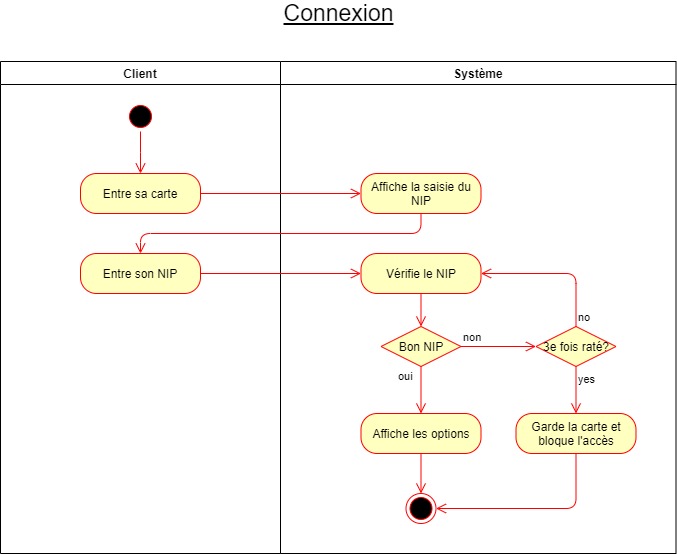 Connexion
Client
Système
Entre sa carte
Affiche la saisie du
NIP
Entre son NIP
Vérifie le NIP
no
Bon NIP
non
3e fois raté?
oui
yes
Affiche les options
Garde la carte et
bloque l'accès